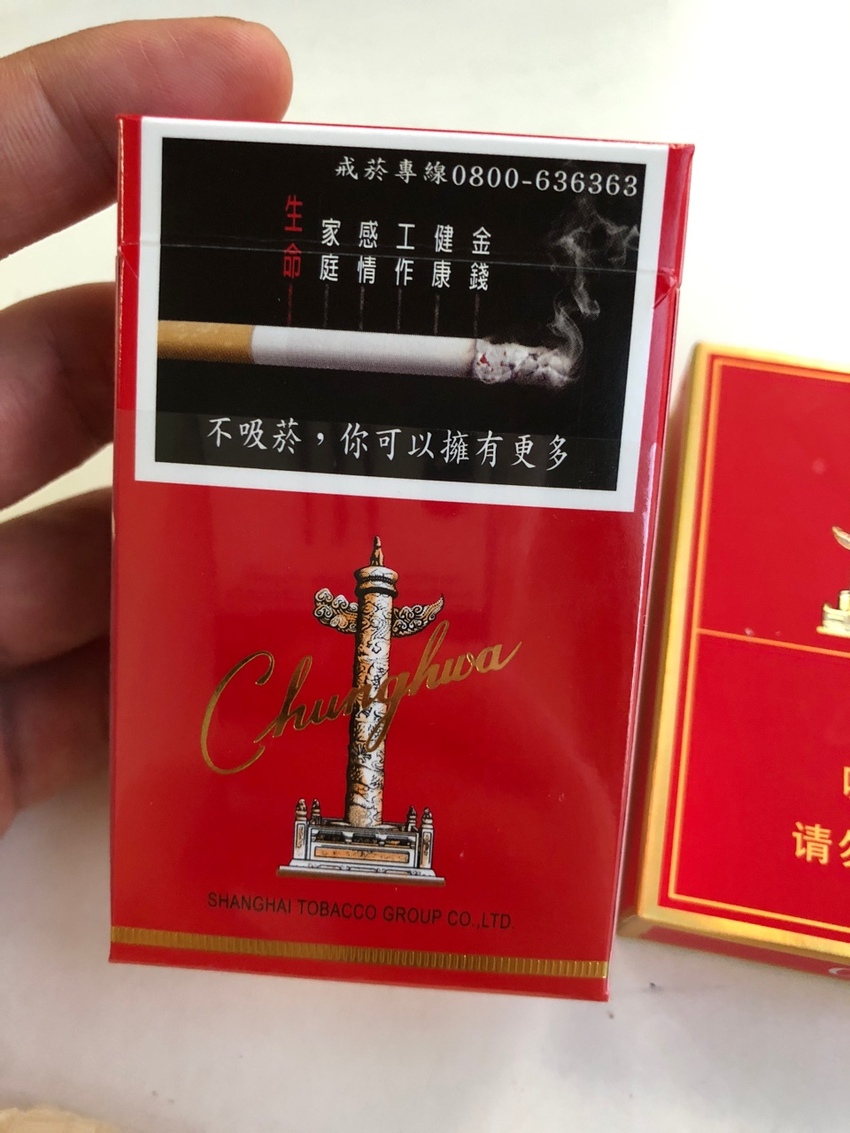 戒菸專線0800-636363
生命 家庭 感情 工作 健康 金錢
不吸菸，你可以擁有更多
Chunghwa
SHANGHAI TOBACCO GROUP CO.,LTD.
请